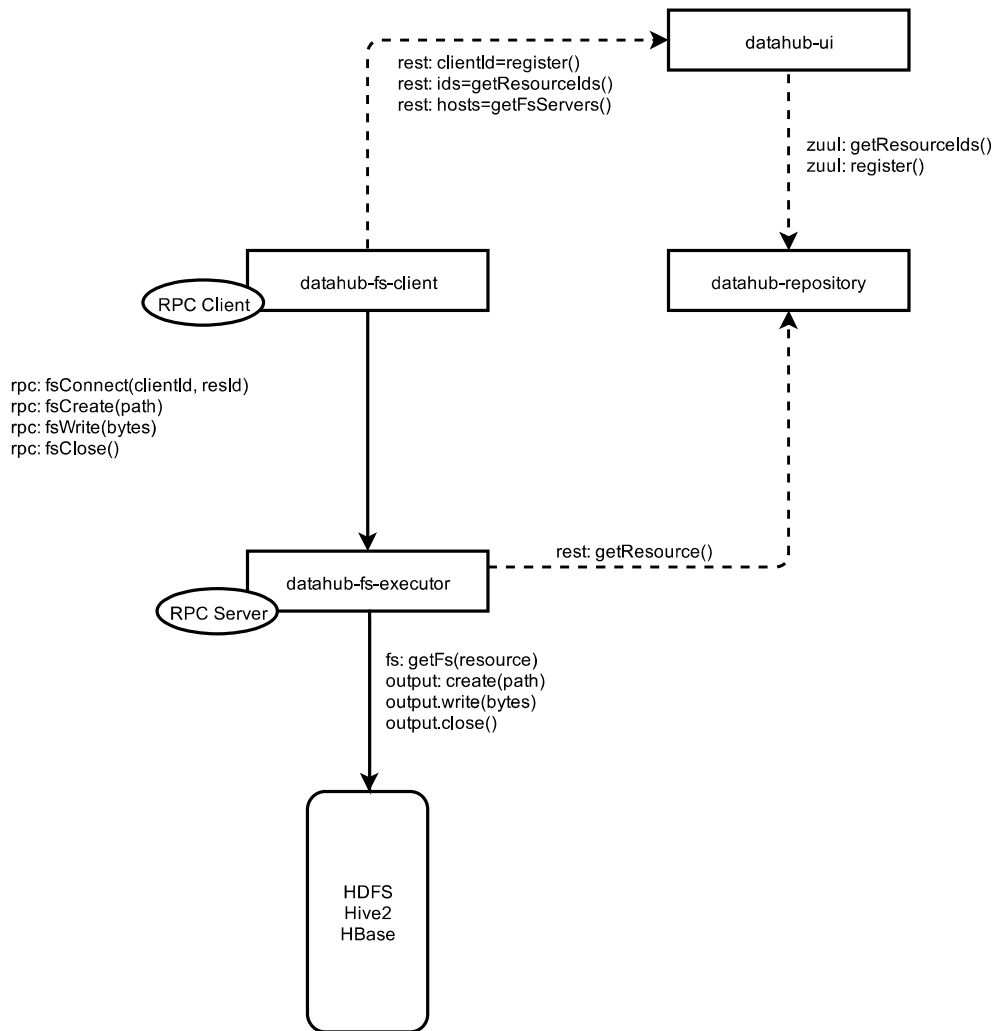 datahub-ui
rest: clientId=register()
rest: ids=getResourceIds()
rest: hosts=getFsServers()
zuul: getResourceIds()
zuul: register()
datahub-fs-client
datahub-repository
RPC Client
rpc: fsConnect(clientId, resId)
rpc: fsCreate(path)
rpc: fsWrite(bytes)
rpc: fsClose()
rest: getResource()
datahub-fs-executor
RPC Server
fs: getFs(resource)
output: create(path)
output.write(bytes)
output.close()
HDFS
Hive2
HBase